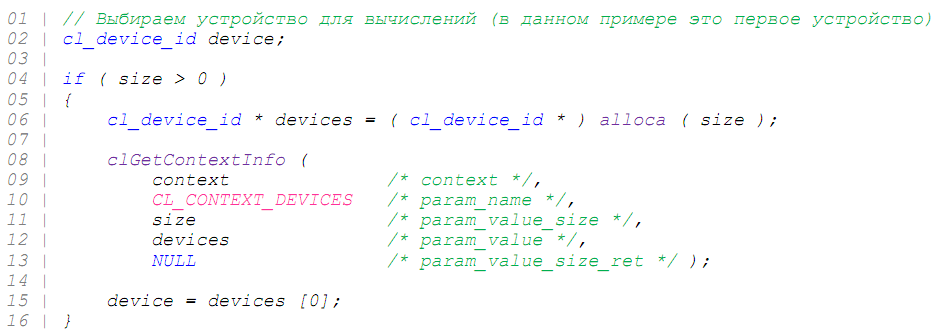 01 | // Выбираем устройство для вычислений (в данном примере это первое устройство)
02 | cl_device_id device;
03 |
04 | if ( size > 0 )
05 | {
06 |     cl_device_id * devices = ( cl_device_id * ) alloca ( size );
07 |
08 |     clGetContextInfo (
09 |         context              /* context */,
10 |         CL_CONTEXT_DEVICES   /* param_name */,
11 |         size                 /* param_value_size */,
12 |         devices              /* param_value */,
13 |         NULL                 /* param_value_size_ret */ );
14 |
15 |     device = devices [0];
16 | }